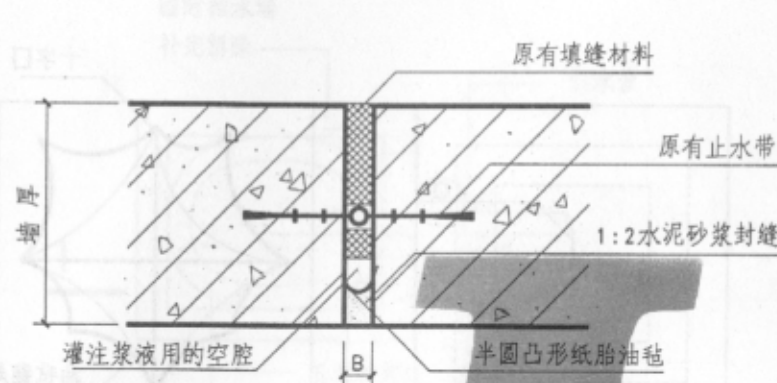 原有填缝材料
原有止水带
墙厚
1:2水泥砂浆封缝
灌注浆液用的空腔
B
半圆凸形纸胎油毡